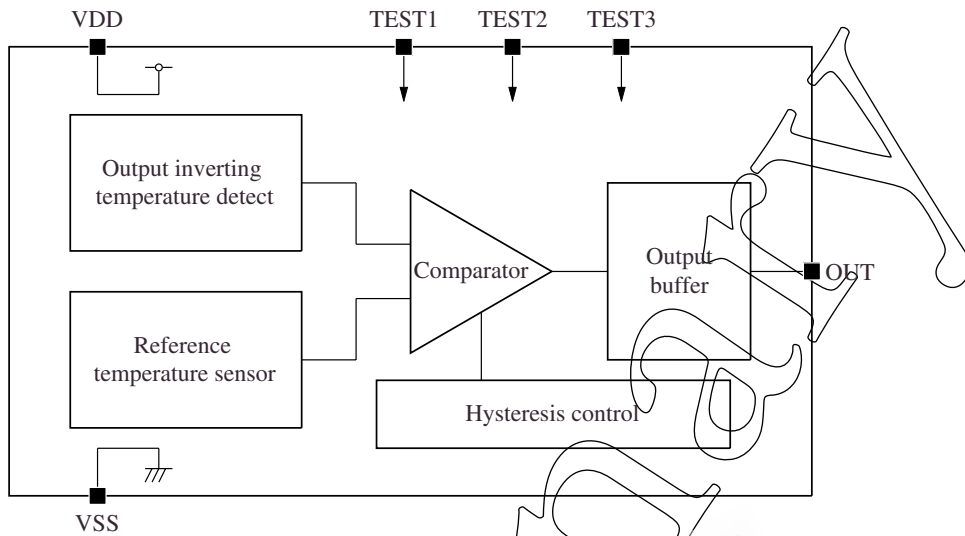 VDD
TEST1
TEST2
TEST3
Output inverting
temperature detect
Comparator
Output
buffer
OUT
Reference
temperature sensor
Hysteresis control
VSS